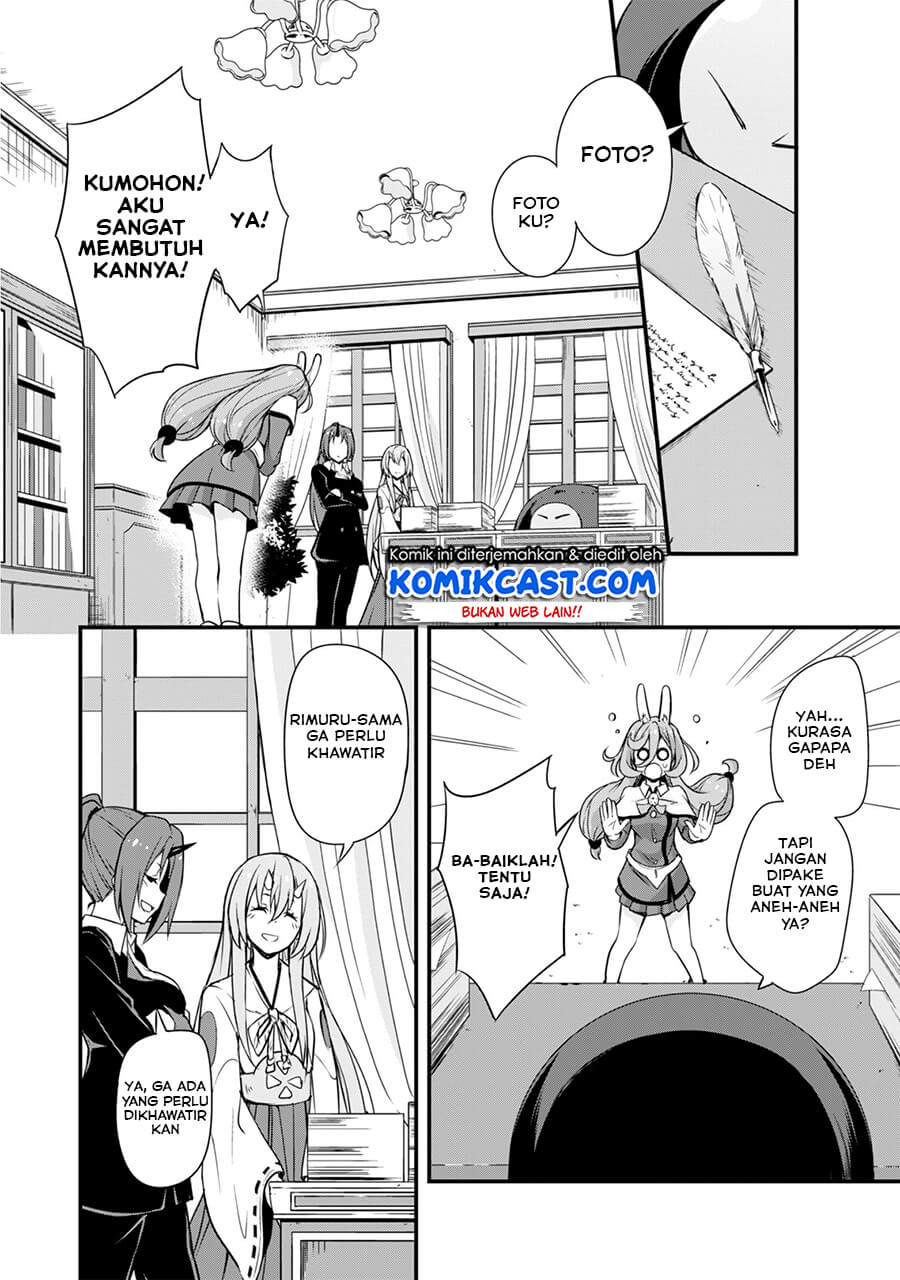 FOTO?
FOTO
KU?
YA!
KUMOHON!
AKU
SANGAT
MEMBUTUH
KANNYA!
Komik ini diterjemahkan & diedit oleh
KOMIKCAST.COM
BUKAN WEB LAIN!!
YAH...
KURASA
GAPAPA
DEH
TAPI
JANGAN
DIPAKE
BUAT YANG
ANEH-ANEH
YA?
BA-BAIKLAH!
TENTU
SAJA!
RIMURU-SAMA
GA PERLU
KHAWATIR
YA, GA ADA
YANG PERLU
DIKHAWATIR
KAN